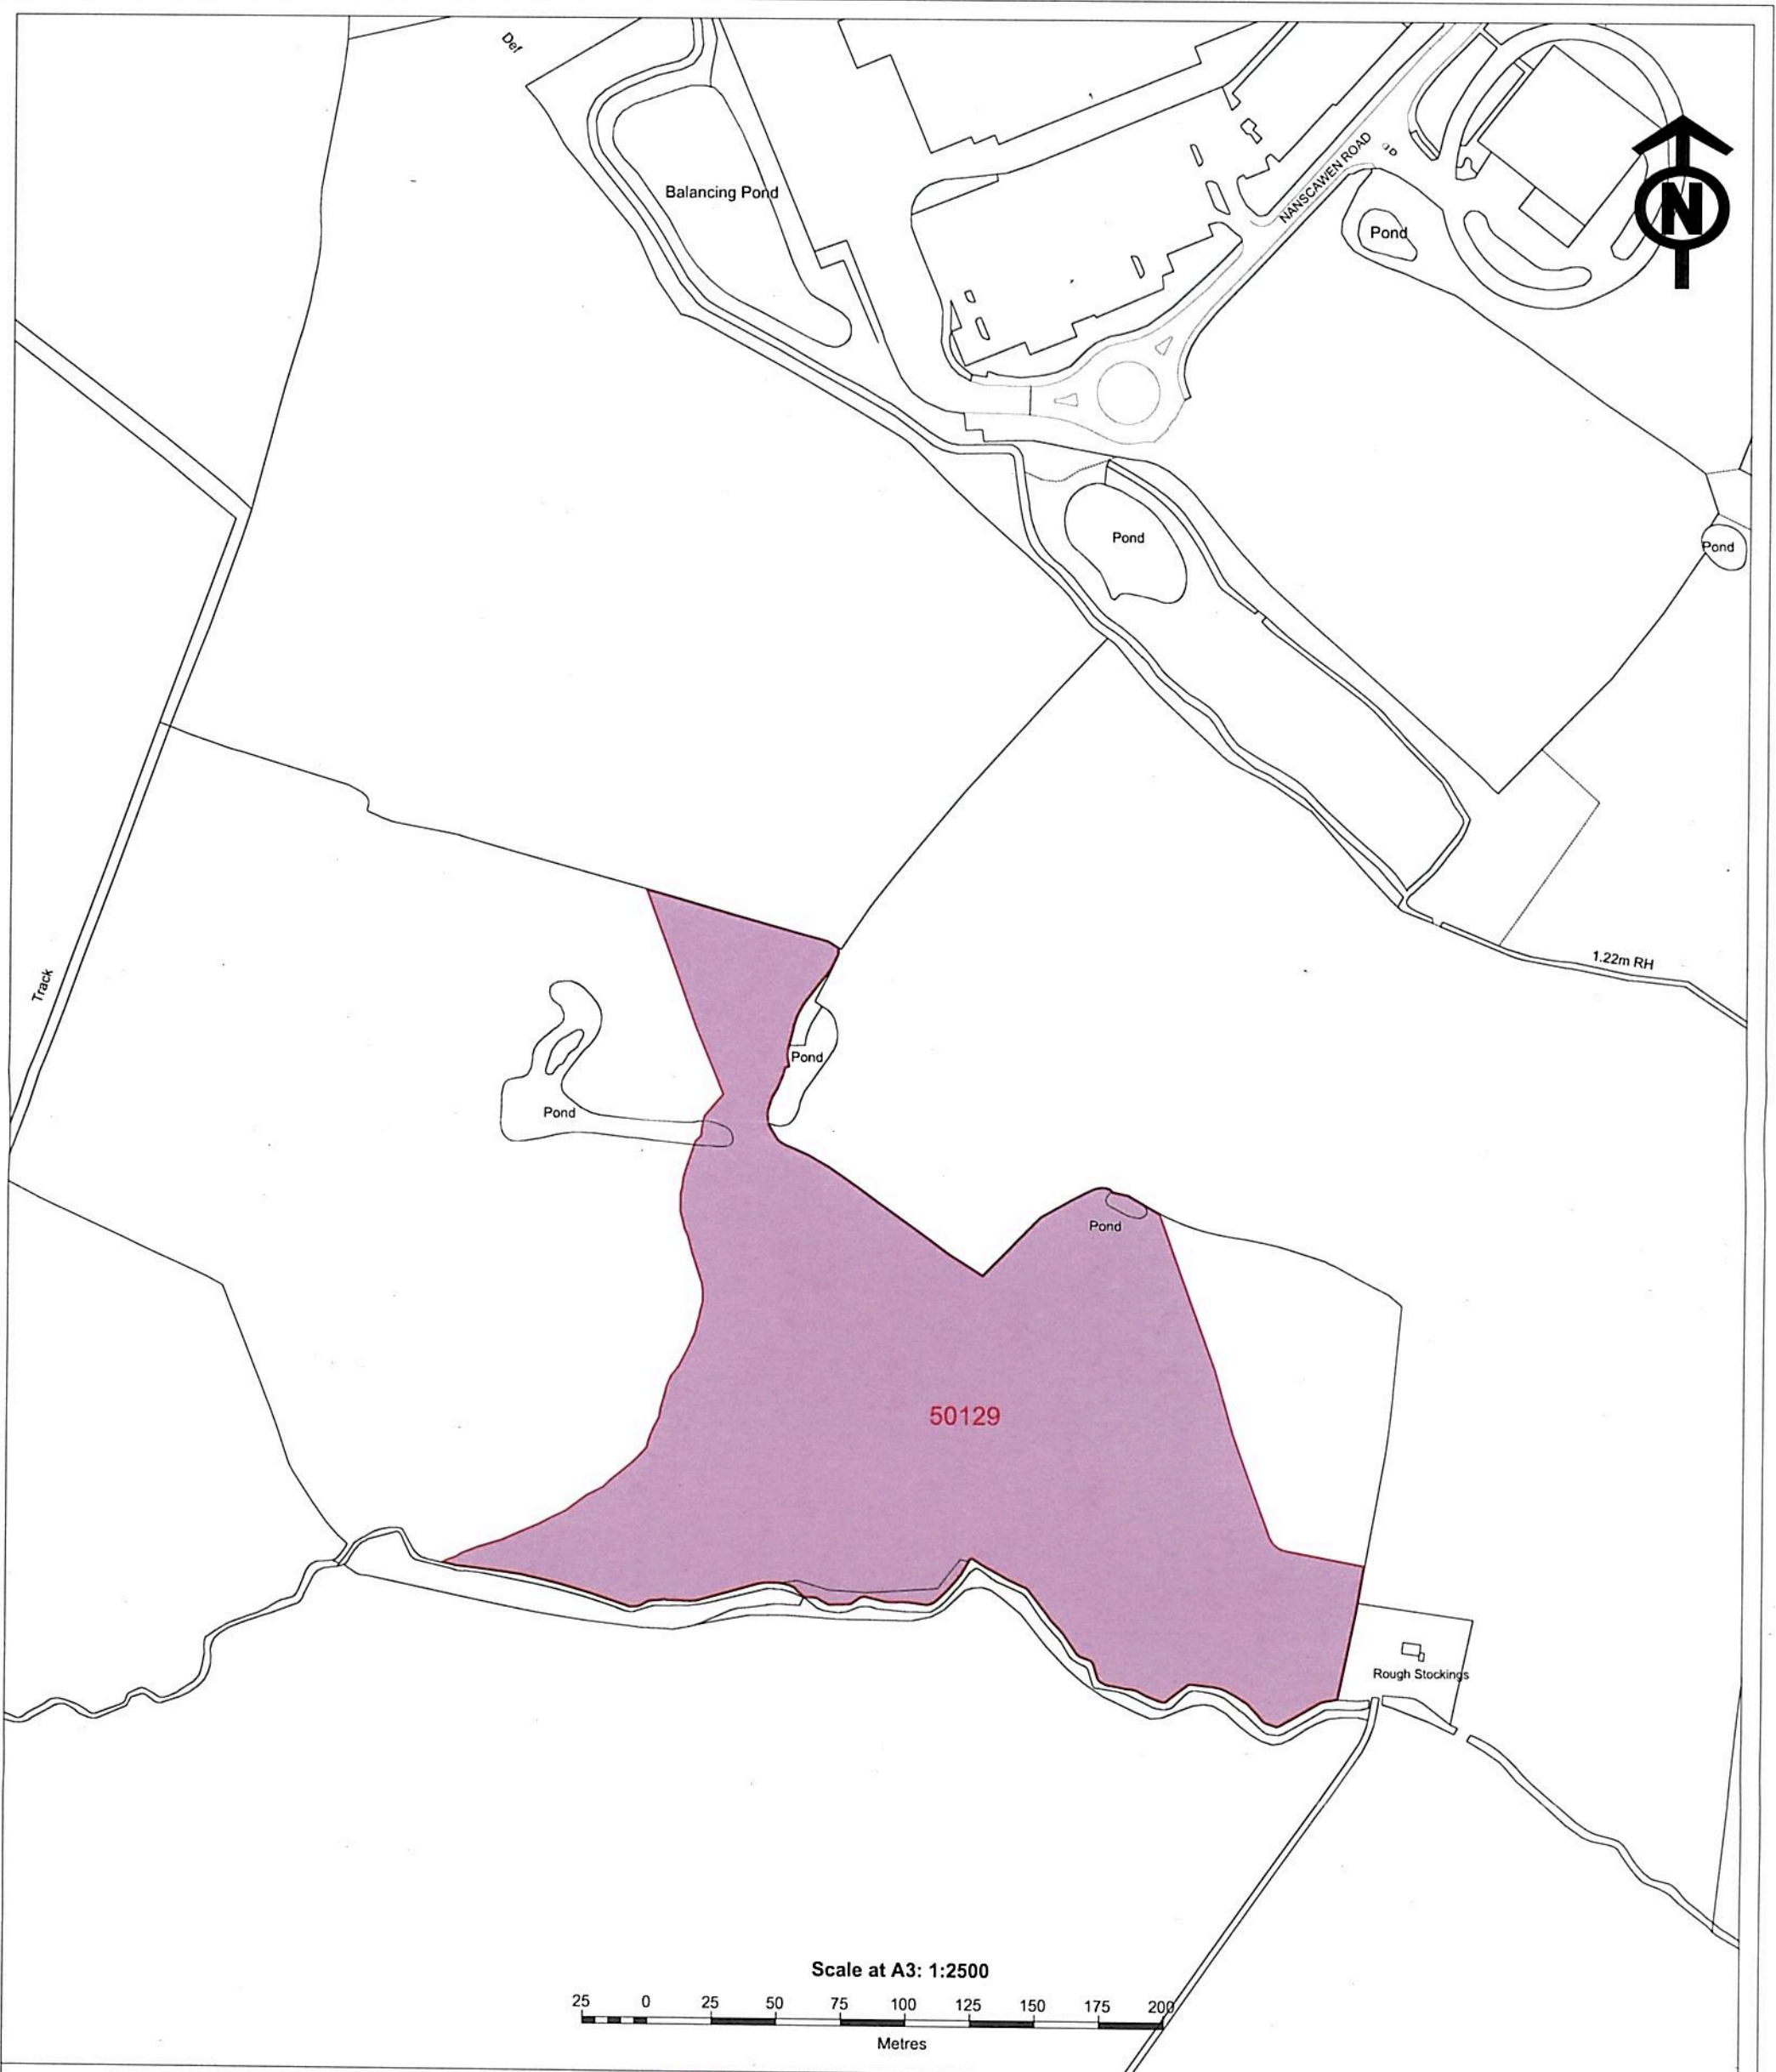 Def
Balancing Pond
NANSCAWEN ROAD
N
Pond
Pond
Pond
1.22m RH
Track
Pond
Pond
Pond
50129
Rough Stockings
Scale at A3: 1:2500
25 0 25 50 75 100 125 150 175 200
Metres